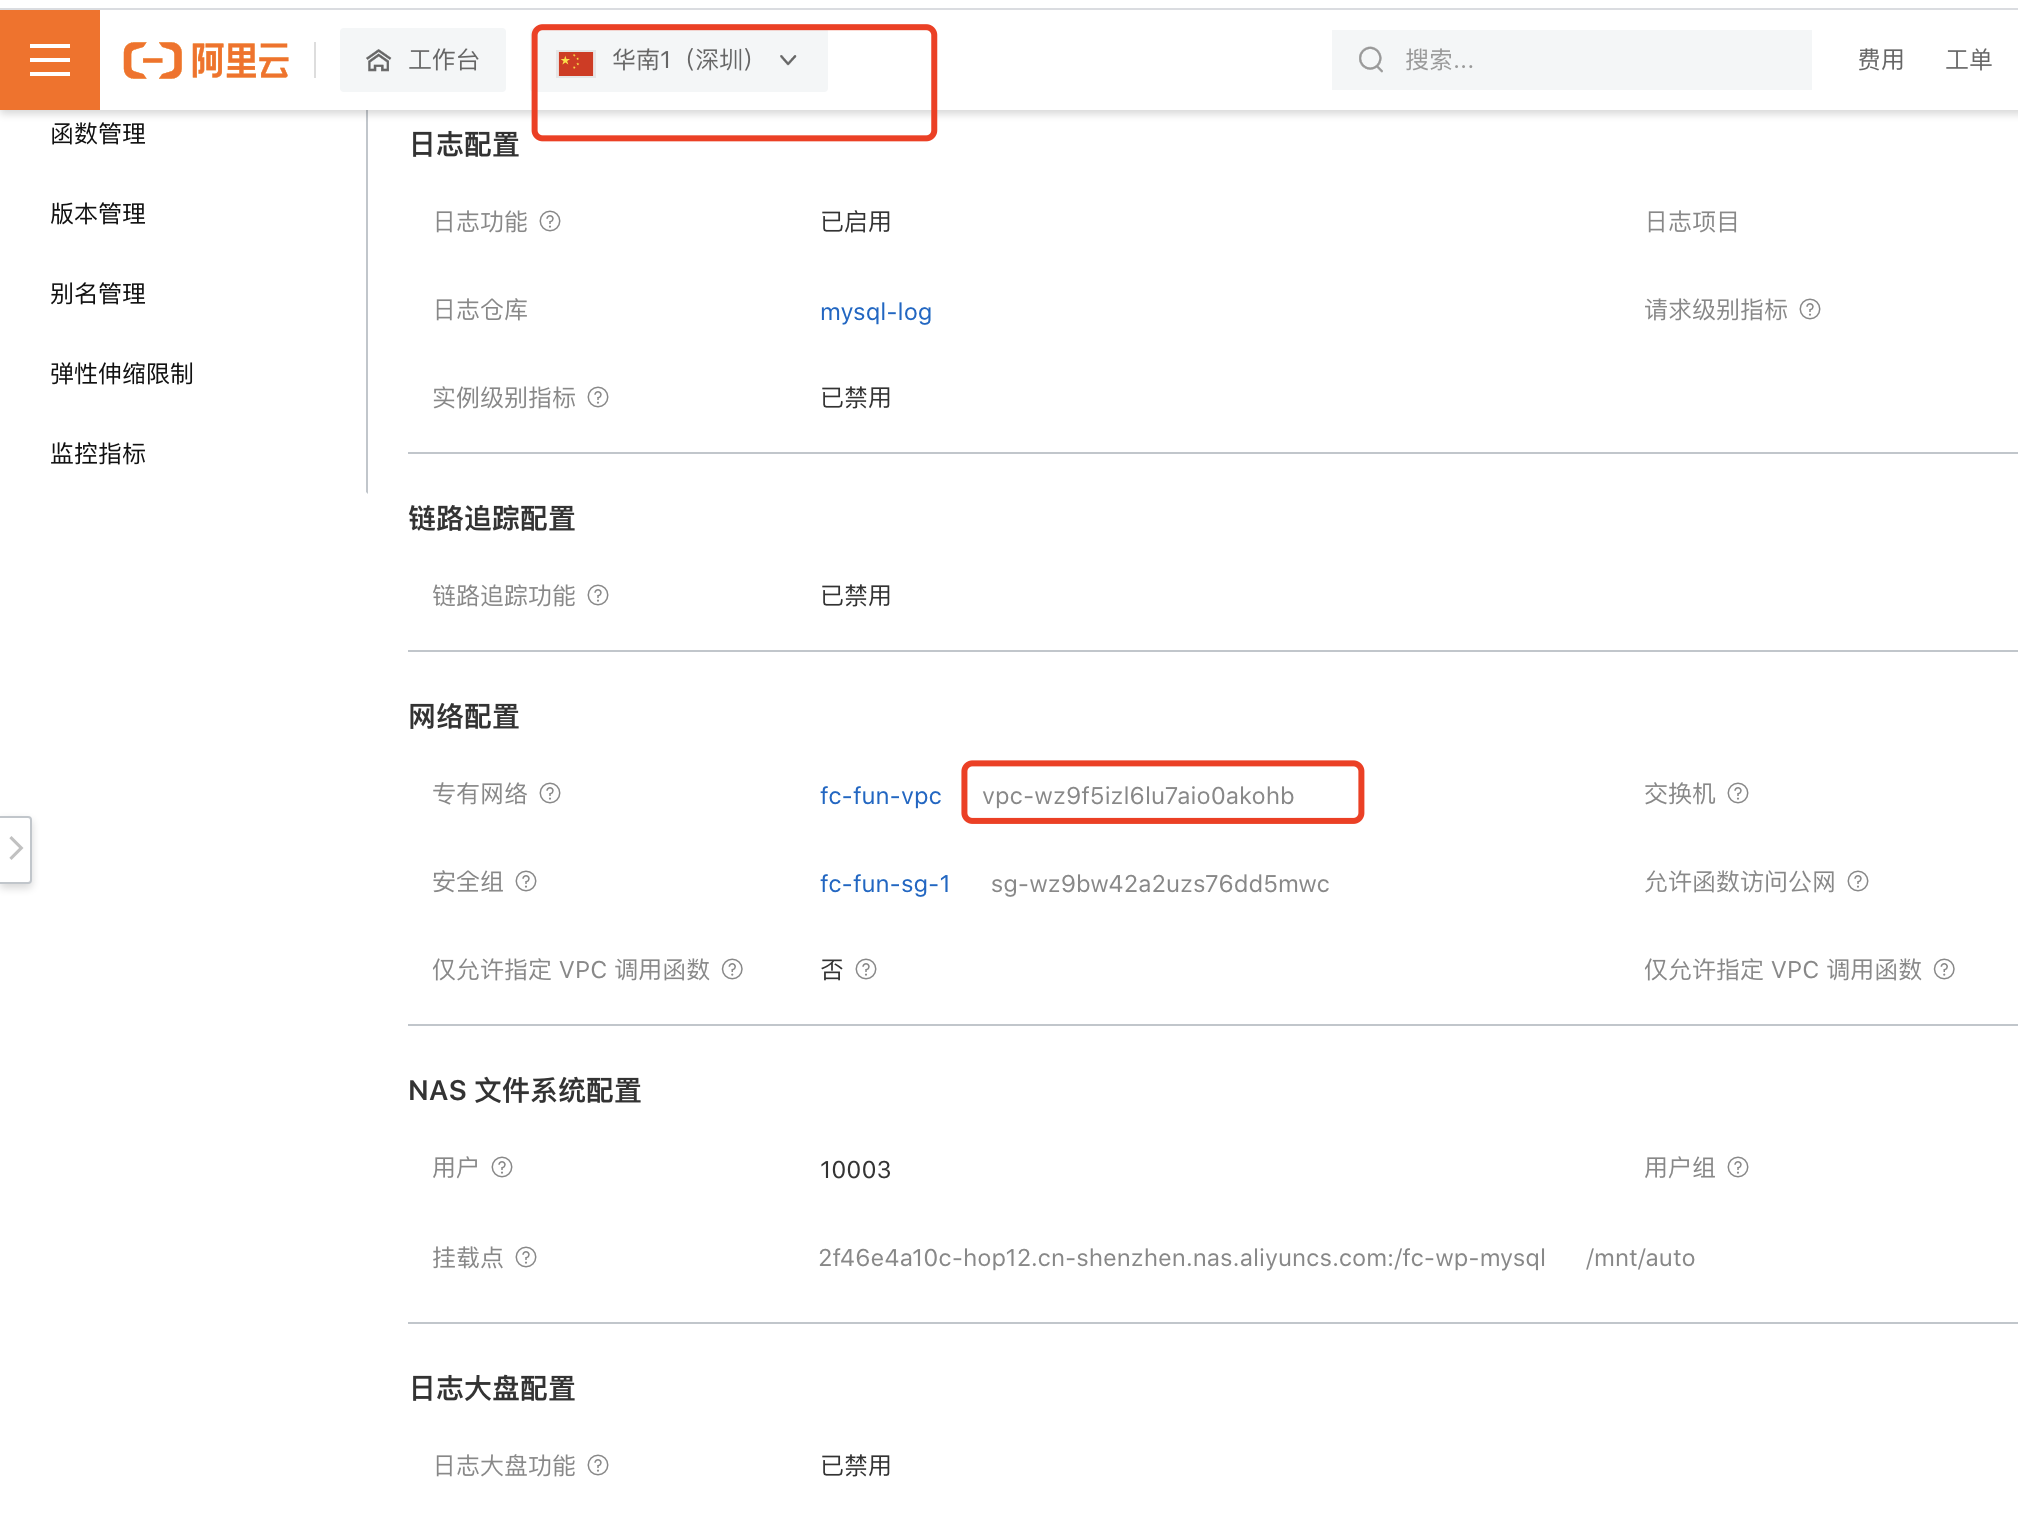 阿里云 工作台 华南1（深圳） 搜索... 费用 工单
函数管理
版本管理
别名管理
弹性伸缩限制
监控指标
日志配置
日志功能 已启用 日志项目
日志仓库 mysql-log 请求级别指标
实例级别指标 已禁用
链路追踪配置
链路追踪功能 已禁用
网络配置
专有网络 fc-fun-vpc vpc-wz9f5izl6lu7aio0akohb 交换机
安全组 fc-fun-sg-1 sg-wz9bw42a2uzs76dd5mwc 允许函数访问公网
仅允许指定 VPC 调用函数 否 仅允许指定 VPC 调用函数
NAS 文件系统配置
用户 10003 用户组
挂载点 2f46e4a10c-hop12.cn-shenzhen.nas.aliyuncs.com:/fc-wp-mysql /mnt/auto
日志大盘配置
日志大盘功能 已禁用